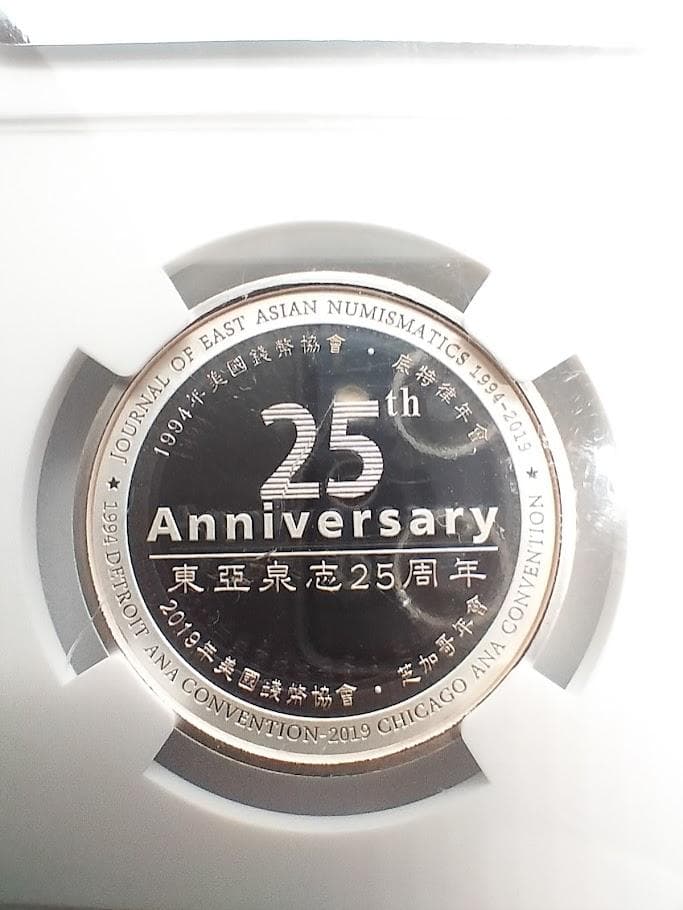 JOURNAL OF EAST ASIAN NUMISMATICS 1994-2019
1994年美國錢幣協會·底特律年會
25th
Anniversary
東亞泉志25周年
2019年美國錢幣協會·芝加哥年會
★ 1994 DETROIT ANA CONVENTION-2019 CHICAGO ANA CONVENTION ★